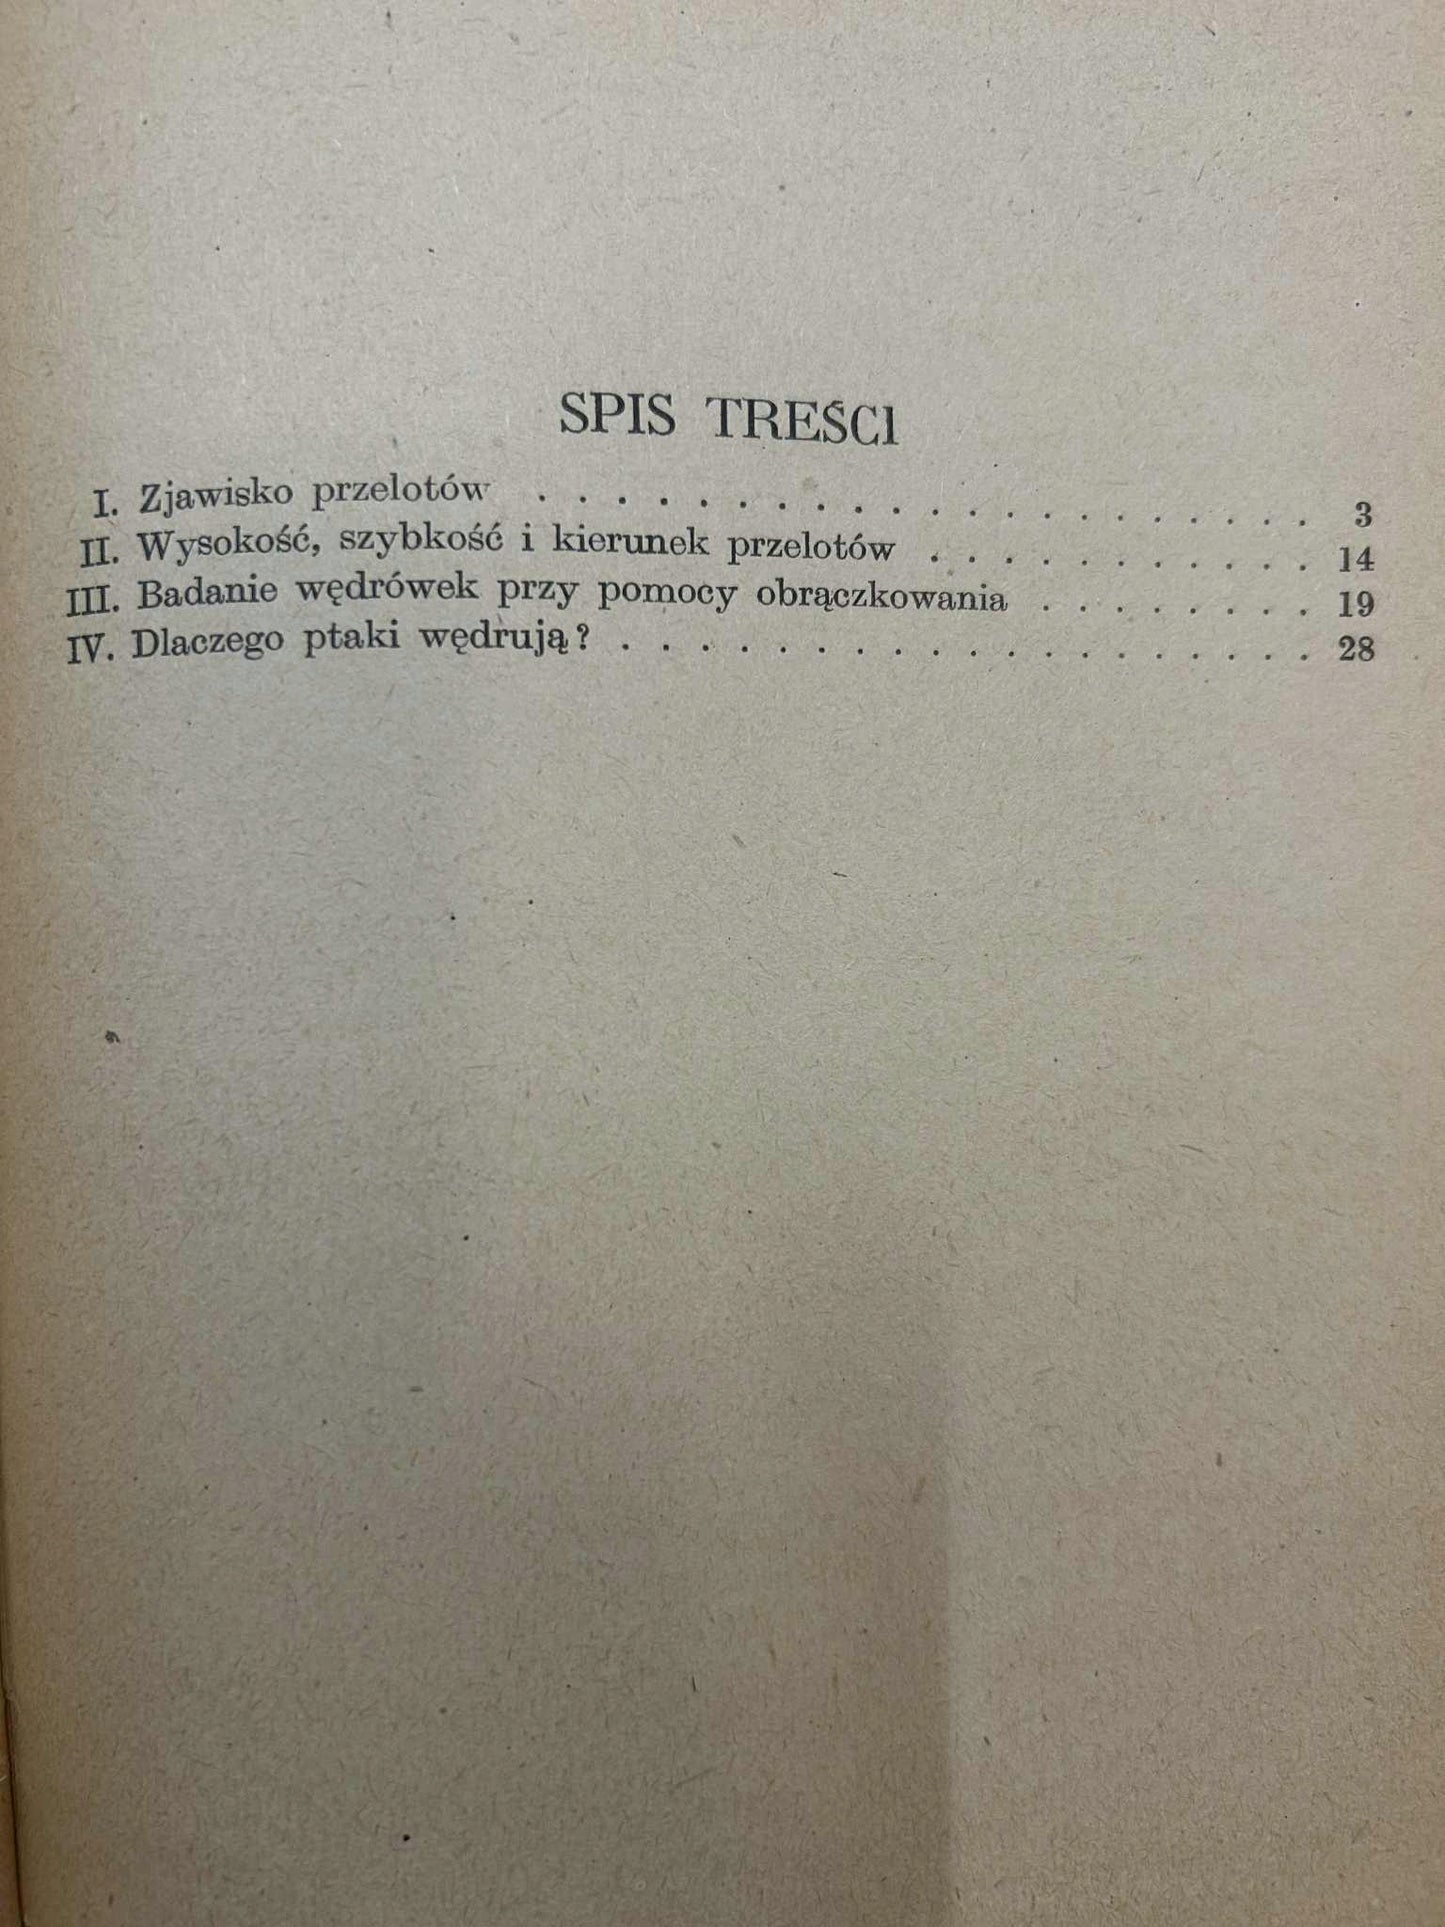 SPIS TREŚCI
I. Zjawisko przelotów . . . . . . . . . . . . . . . . . . . . . 3
II. Wysokość, szybkość i kierunek przelotów . . . . . . . . . . . 14
III. Badanie wędrówek przy pomocy obrączkowania . . . . . . . . 19
IV. Dlaczego ptaki wędrują? . . . . . . . . . . . . . . . . . . . 28